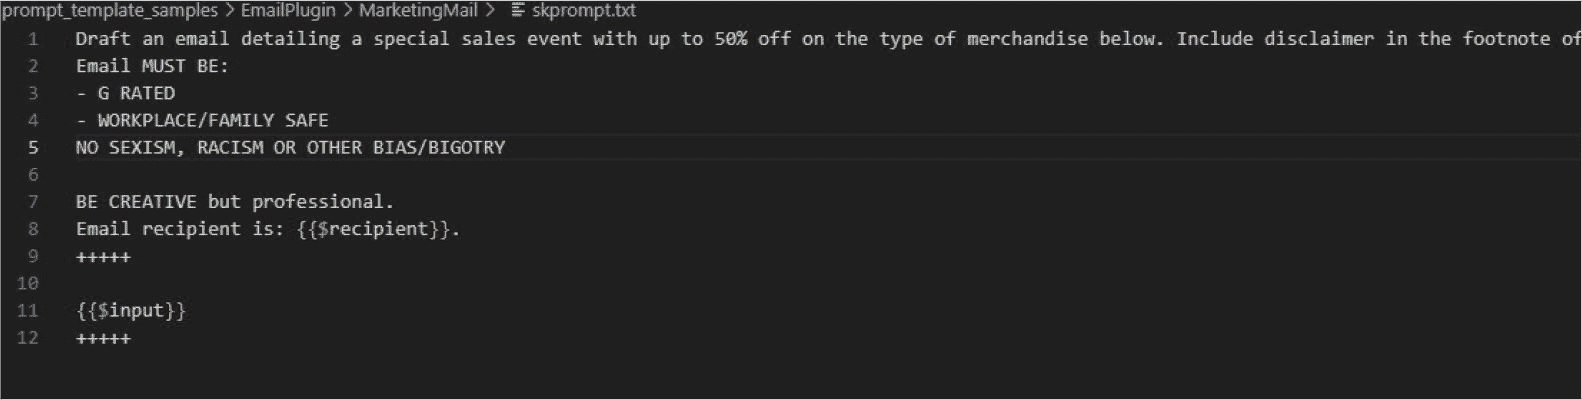 prompt_template_samples > EmailPlugin > MarketingMail > skprompt.txt
1 Draft an email detailing a special sales event with up to 50% off on the type of merchandise below. Include disclaimer in the footnote of
2 Email MUST BE:
3 - G RATED
4 - WORKPLACE/FAMILY SAFE
5 NO SEXISM, RACISM OR OTHER BIAS/BIGOTRY
6
7 BE CREATIVE but professional.
8 Email recipient is: {{$recipient}}.
9 +++++
10
11 {{$input}}
12 +++++